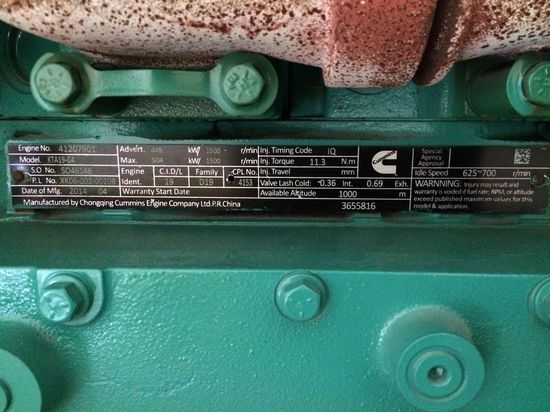 Engine No. 41207901 Advert. 448 kW/ 1500 r/min Inj. Timing Code IQ
Model. KTA19-G4 Max. 504 kW/ 1500 r/min Inj. Torque 11.3 N.m
S.O No. SO46146 Engine C.I.D/L Family CPL No. Inj. Travel mm
P.L No. Ident. 19 D19 4153 Valve Lash Cold: 0.36 Int. 0.69 Exh.
Date of Mfg. 2014 04 Warranty Start Date Available Altitude 1000 m
Manufactured by Chongqing Cummins Engine Company Ltd.P.R.China 3655816
Cummins
Special
Agency
Approval
Idle Speed 625~700 r/min
WARNING: Injury may result and
warranty is voided if fuel rate, RPM, or altitude
exceed published maximum values for this
model & application.